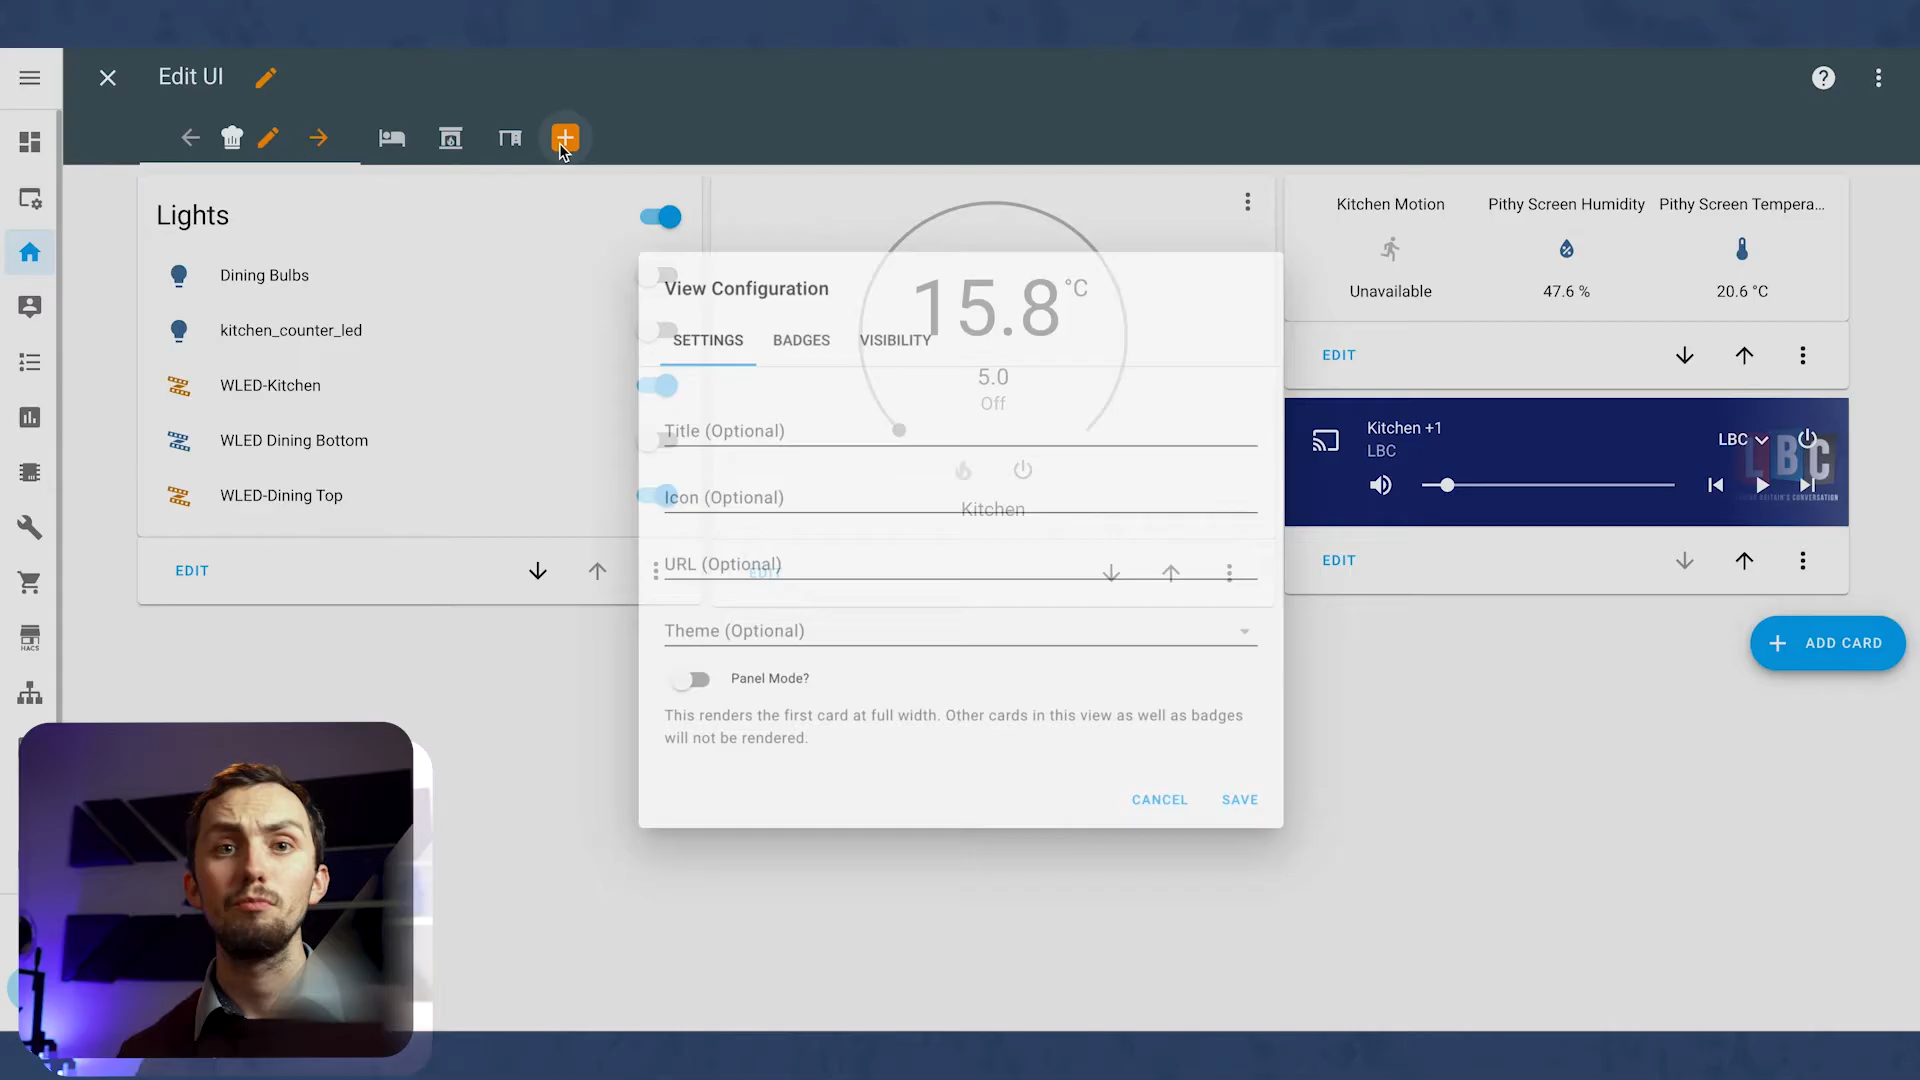 Edit UI
Lights
Dining Bulbs
kitchen_counter_led
WLED-Kitchen
WLED Dining Bottom
WLED-Dining Top
EDIT
15.8 °C
5.0
Off
Kitchen
EDIT
View Configuration
SETTINGS BADGES VISIBILITY
Title (Optional)
Icon (Optional)
URL (Optional)
Theme (Optional)
Panel Mode?
This renders the first card at full width. Other cards in this view as well as badges
will not be rendered.
CANCEL SAVE
Kitchen Motion Pithy Screen Humidity Pithy Screen Tempera...
Unavailable 47.6 % 20.6 °C
EDIT
Kitchen +1
LBC
LBC
LBC
EDIT
ADD CARD
HACS